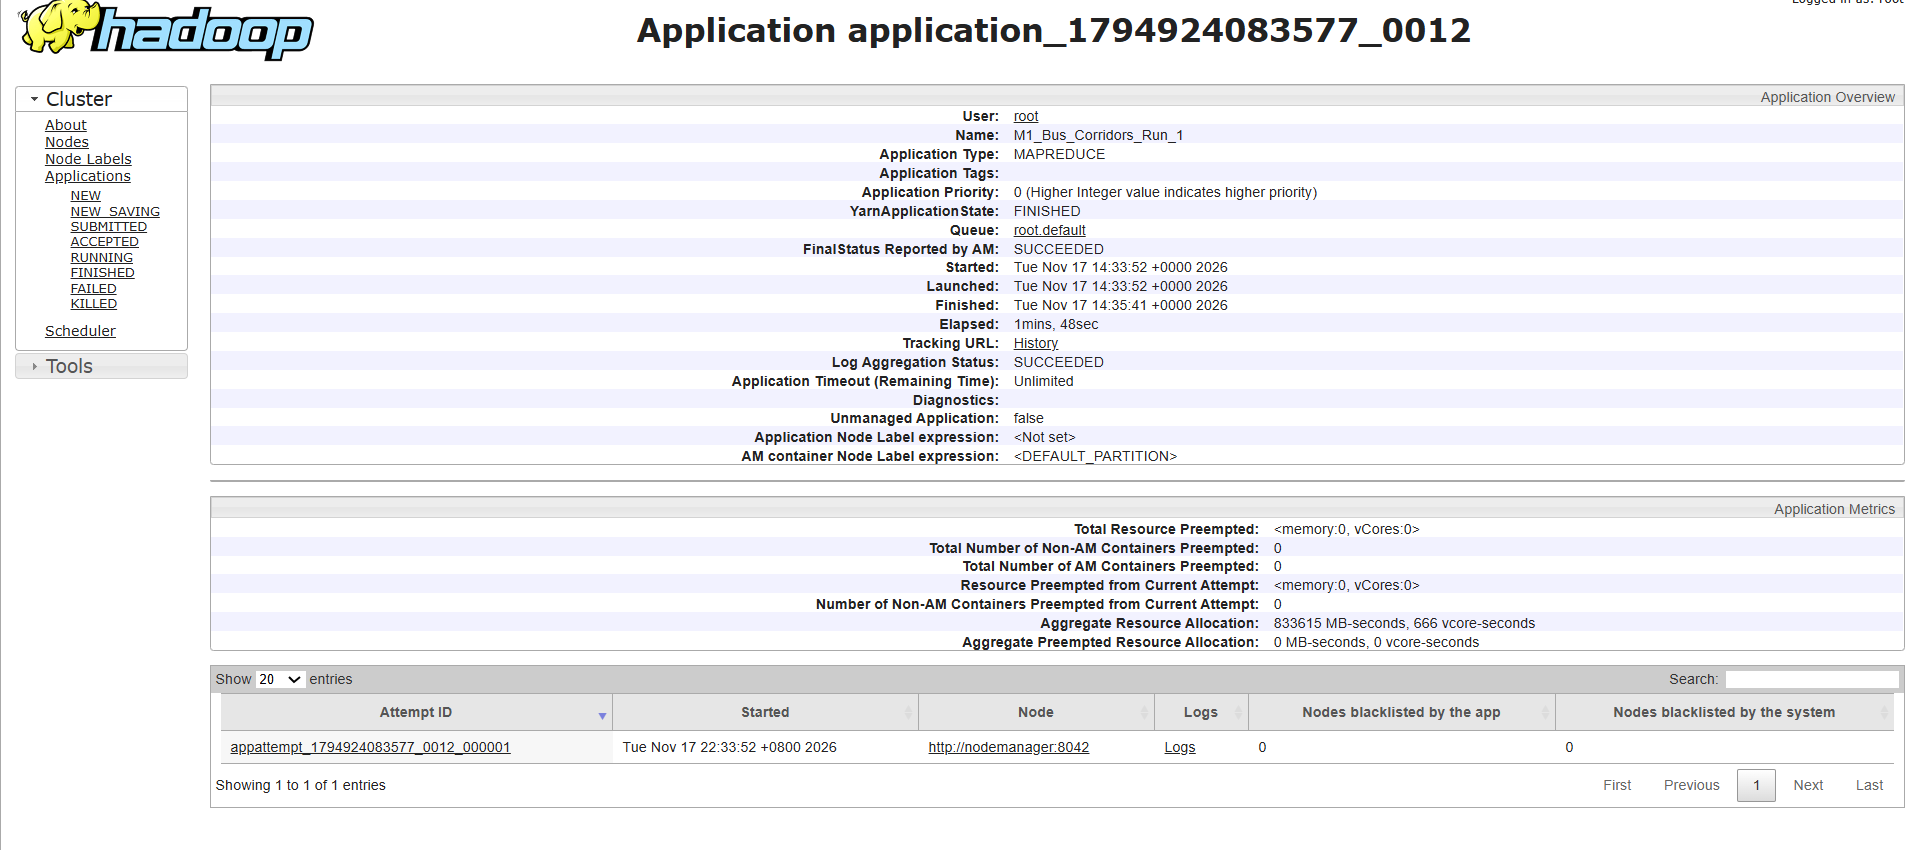 Logged in as: root
hadoop
Application application_1794924083577_0012
Cluster
About
Nodes
Node Labels
Applications
NEW
NEW_SAVING
SUBMITTED
ACCEPTED
RUNNING
FINISHED
FAILED
KILLED
Scheduler
Tools
Application Overview
User: root
Name: M1_Bus_Corridors_Run_1
Application Type: MAPREDUCE
Application Tags:
Application Priority: 0 (Higher Integer value indicates higher priority)
YarnApplicationState: FINISHED
Queue: root.default
FinalStatus Reported by AM: SUCCEEDED
Started: Tue Nov 17 14:33:52 +0000 2026
Launched: Tue Nov 17 14:33:52 +0000 2026
Finished: Tue Nov 17 14:35:41 +0000 2026
Elapsed: 1mins, 48sec
Tracking URL: History
Log Aggregation Status: SUCCEEDED
Application Timeout (Remaining Time): Unlimited
Diagnostics:
Unmanaged Application: false
Application Node Label expression: <Not set>
AM container Node Label expression: <DEFAULT_PARTITION>
Application Metrics
Total Resource Preempted: <memory:0, vCores:0>
Total Number of Non-AM Containers Preempted: 0
Total Number of AM Containers Preempted: 0
Resource Preempted from Current Attempt: <memory:0, vCores:0>
Number of Non-AM Containers Preempted from Current Attempt: 0
Aggregate Resource Allocation: 833615 MB-seconds, 666 vcore-seconds
Aggregate Preempted Resource Allocation: 0 MB-seconds, 0 vcore-seconds
Show 20 entries Search:
Attempt ID Started Node Logs Nodes blacklisted by the app Nodes blacklisted by the system
appattempt_1794924083577_0012_000001 Tue Nov 17 22:33:52 +0800 2026 http://nodemanager:8042 Logs 0 0
Showing 1 to 1 of 1 entries First Previous 1 Next Last